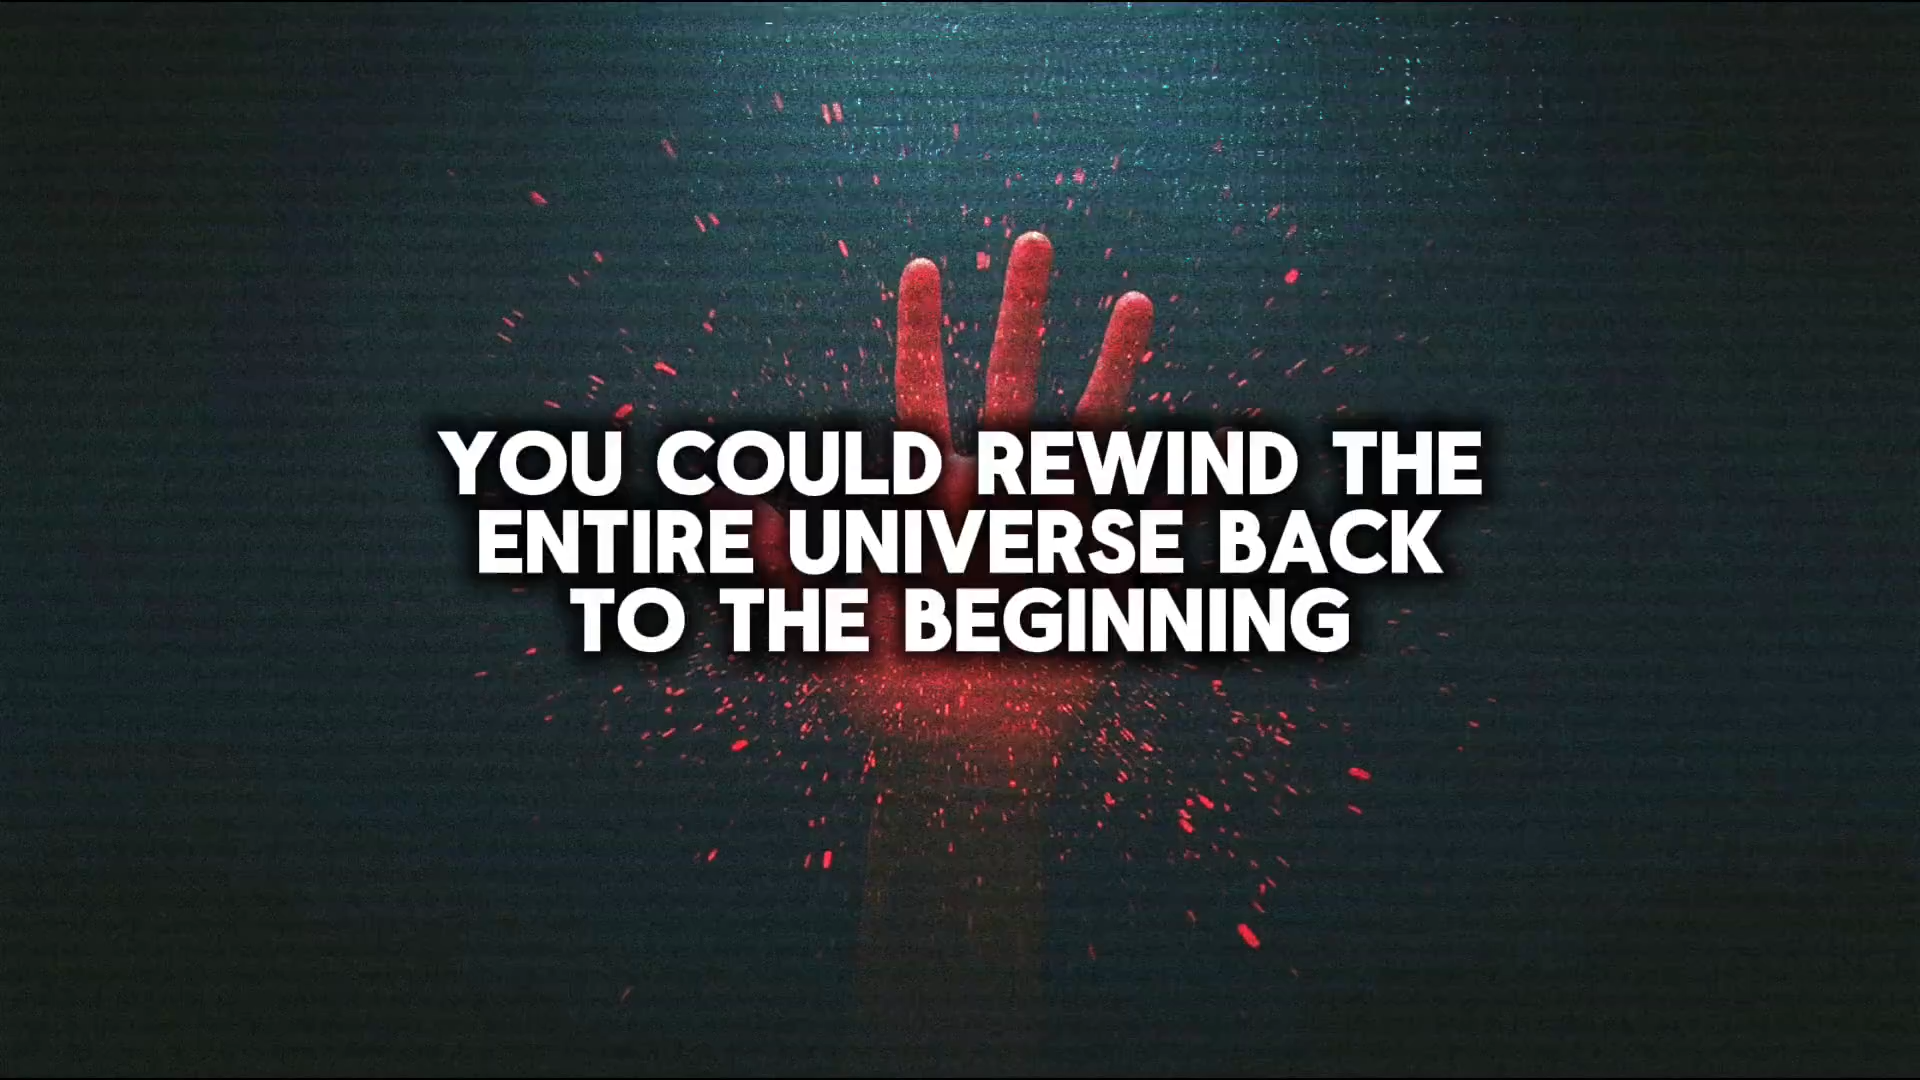 YOU COULD REWIND THE
ENTIRE UNIVERSE BACK
TO THE BEGINNING